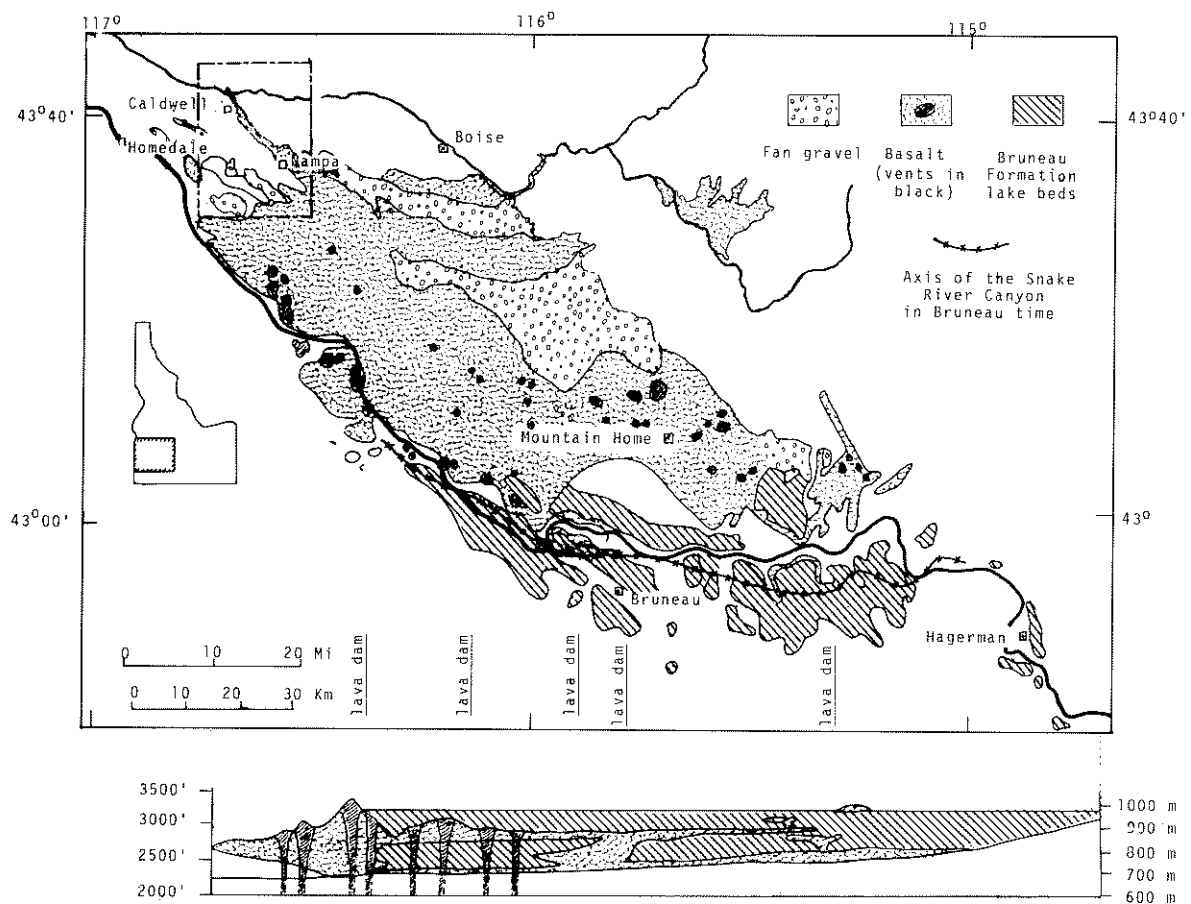 117°
116°
115°
43°40'
43°40'
Caldwell
Homedale
Nampa
Boise
Fan gravel
Basalt
(vents in
black)
Bruneau
Formation
lake beds
Axis of the Snake
River Canyon
in Bruneau time
Mountain Home
43°00'
43°
Bruneau
Hagerman
0 10 20 Mi
0 10 20 30 Km
lava dam
lava dam
lava dam
lava dam
lava dam
3500'
3000'
2500'
2000'
1000 m
900 m
800 m
700 m
600 m